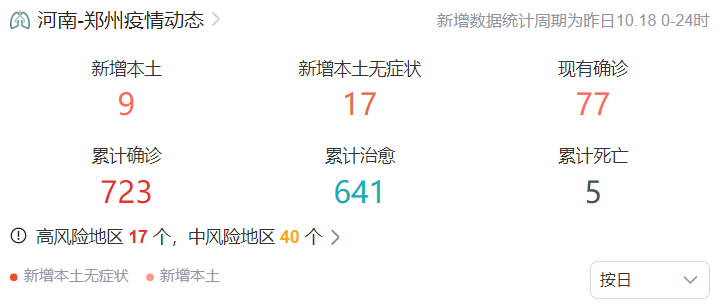 河南-郑州疫情动态
新增数据统计周期为昨日10.18 0-24时
新增本土 新增本土无症状 现有确诊
9 17 77
累计确诊 累计治愈 累计死亡
723 641 5
高风险地区 17 个，中风险地区 40 个
新增本土无症状 新增本土
按日